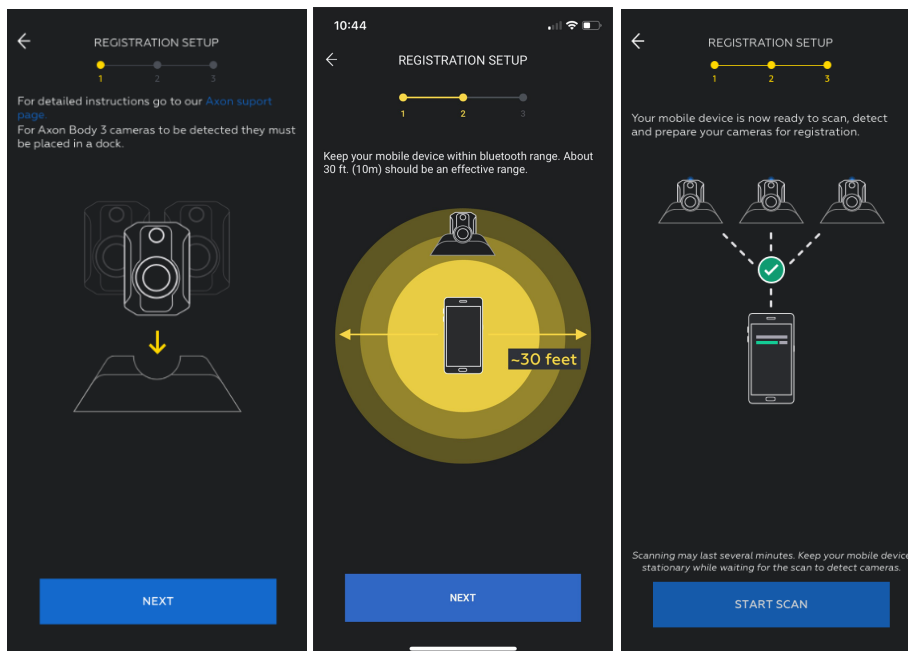 REGISTRATION SETUP
1 2 3
For detailed instructions go to our Axon suport
page.
For Axon Body 3 cameras to be detected they must
be placed in a dock.
NEXT
10:44
REGISTRATION SETUP
1 2 3
Keep your mobile device within bluetooth range. About
30 ft. (10m) should be an effective range.
~30 feet
NEXT
REGISTRATION SETUP
1 2 3
Your mobile device is now ready to scan, detect
and prepare your cameras for registration.
Scanning may last several minutes. Keep your mobile device
stationary while waiting for the scan to detect cameras.
START SCAN